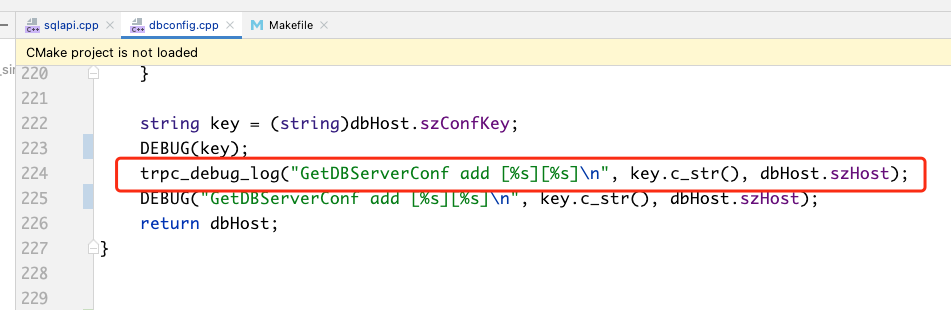 sqlapi.cpp dbconfig.cpp Makefile
CMake project is not loaded
220 }
221
222 string key = (string)dbHost.szConfKey;
223 DEBUG(key);
224 trpc_debug_log("GetDBServerConf add [%s][%s]\n", key.c_str(), dbHost.szHost);
225 DEBUG("GetDBServerConf add [%s][%s]\n", key.c_str(), dbHost.szHost);
226 return dbHost;
227 }
228
229